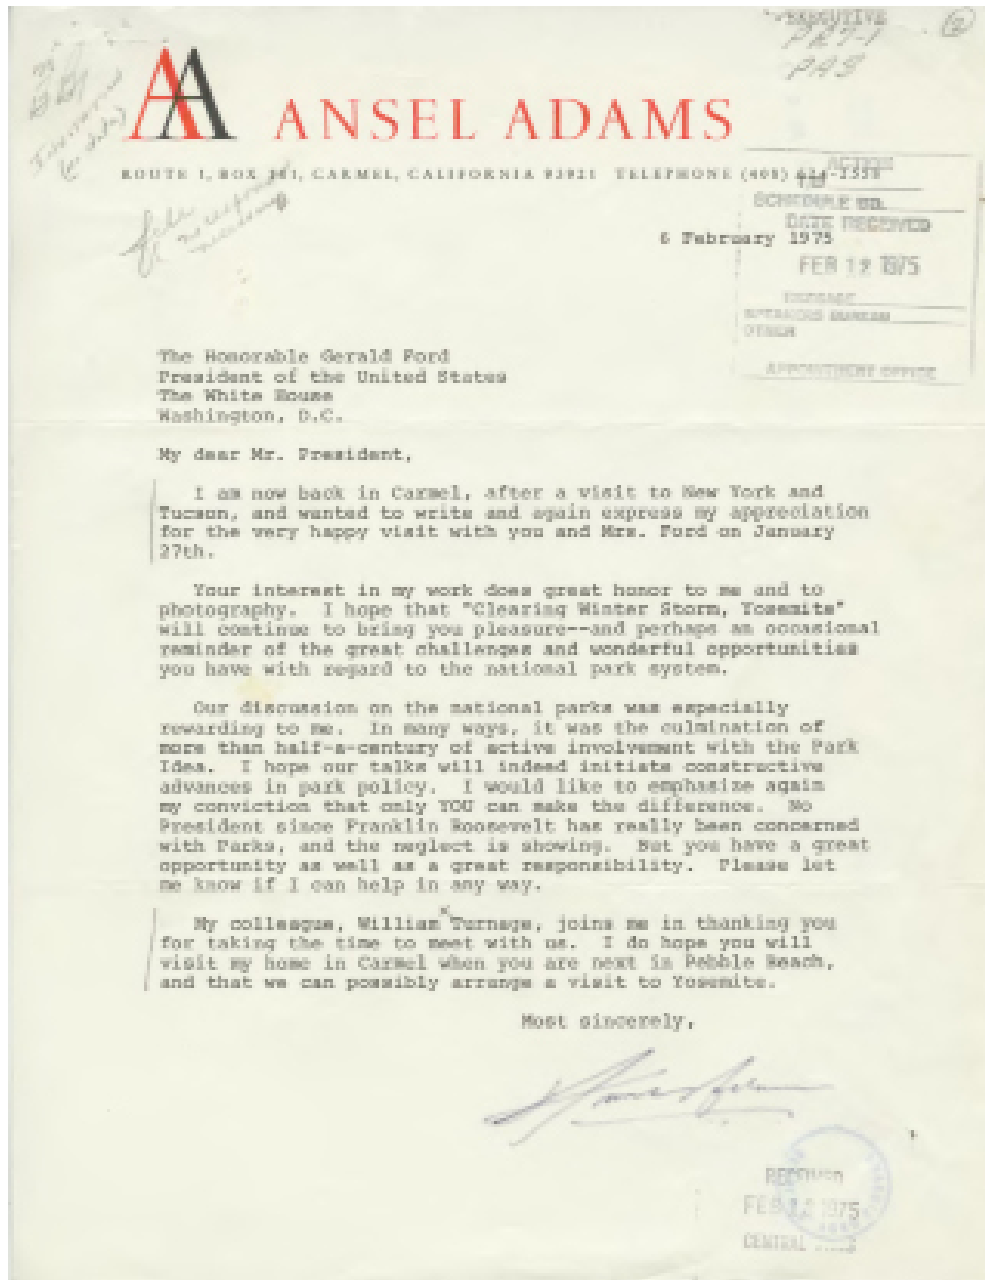 EXECUTIVE
PR7-1
PA3
AA ANSEL ADAMS
ROUTE 1, BOX 181, CARMEL, CALIFORNIA 93921 TELEPHONE (408)
ACTION
SCHEDULE BD.
DATE RECEIVED
6 February 1975
FEB 12 1975
MESSAGE
SPEAKERS BUREAU
OTHER
APPOINTMENT OFFICE
The Honorable Gerald Ford
President of the United States
The White House
Washington, D.C.
My dear Mr. President,
I am now back in Carmel, after a visit to New York and
Tucson, and wanted to write and again express my appreciation
for the very happy visit with you and Mrs. Ford on January
27th.
Your interest in my work does great honor to me and to
photography. I hope that "Clearing Winter Storm, Yosemite"
will continue to bring you pleasure--and perhaps an occasional
reminder of the great challenges and wonderful opportunities
you have with regard to the national park system.
Our discussion on the national parks was especially
rewarding to me. In many ways, it was the culmination of
more than half-a-century of active involvement with the Park
Idea. I hope our talks will indeed initiate constructive
advances in park policy. I would like to emphasize again
my conviction that only YOU can make the difference. No
President since Franklin Roosevelt has really been concerned
with Parks, and the neglect is showing. But you have a great
opportunity as well as a great responsibility. Please let
me know if I can help in any way.
My colleague, William Turnage, joins me in thanking you
for taking the time to meet with us. I do hope you will
visit my home in Carmel when you are next in Pebble Beach,
and that we can possibly arrange a visit to Yosemite.
Most sincerely,
RECEIVED
FEB 12 1975
CENTRAL